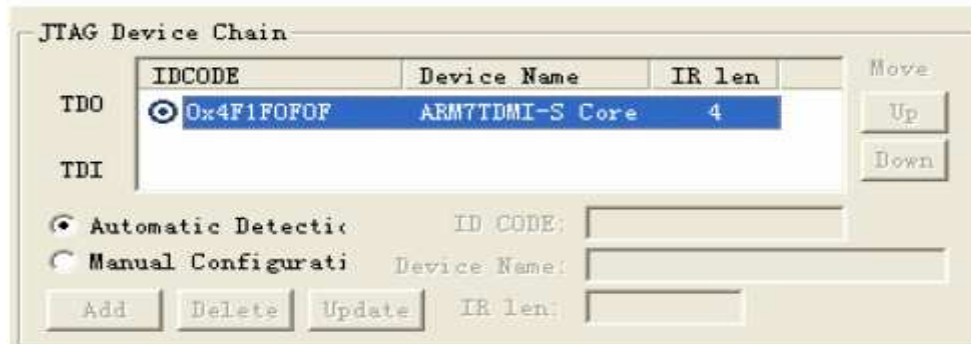 JTAG Device Chain
IDCODE Device Name IR len Move
TDO 0x4F1F0F0F ARM7TDMI-S Core 4 Up
TDI Down
Automatic Detecti
ID CODE:
Manual Configurati
Device Name:
Add Delete Update IR len: